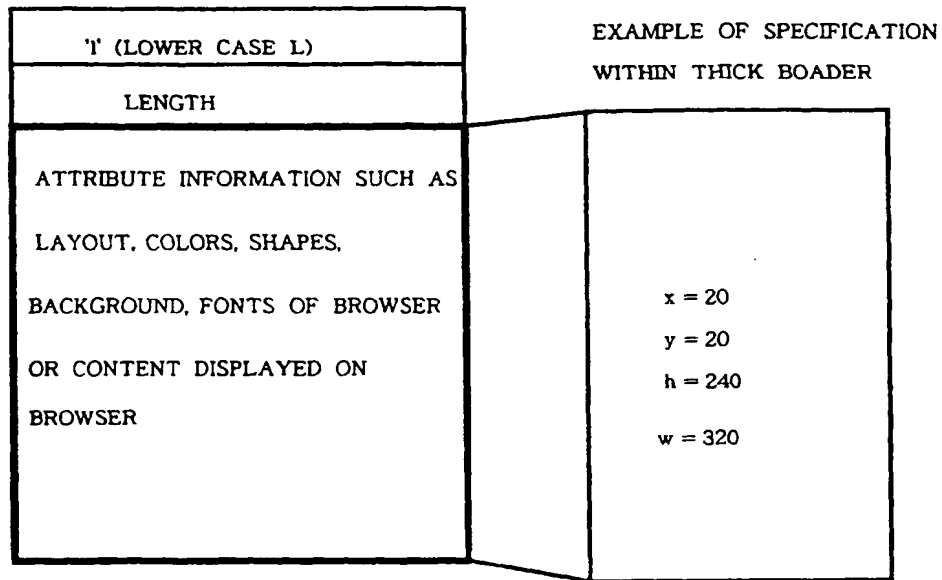 'l' (LOWER CASE L)
LENGTH
ATTRIBUTE INFORMATION SUCH AS
LAYOUT, COLORS, SHAPES,
BACKGROUND, FONTS OF BROWSER
OR CONTENT DISPLAYED ON
BROWSER
EXAMPLE OF SPECIFICATION
WITHIN THICK BOADER
x = 20
y = 20
h = 240
w = 320